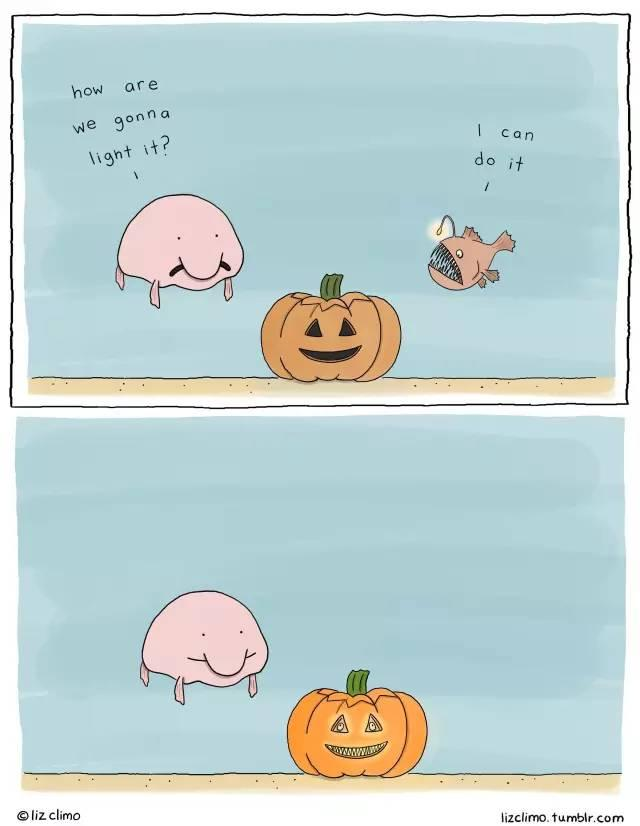 how are
we gonna
light it?
I can
do it
© liz climo
lizclimo.tumblr.com